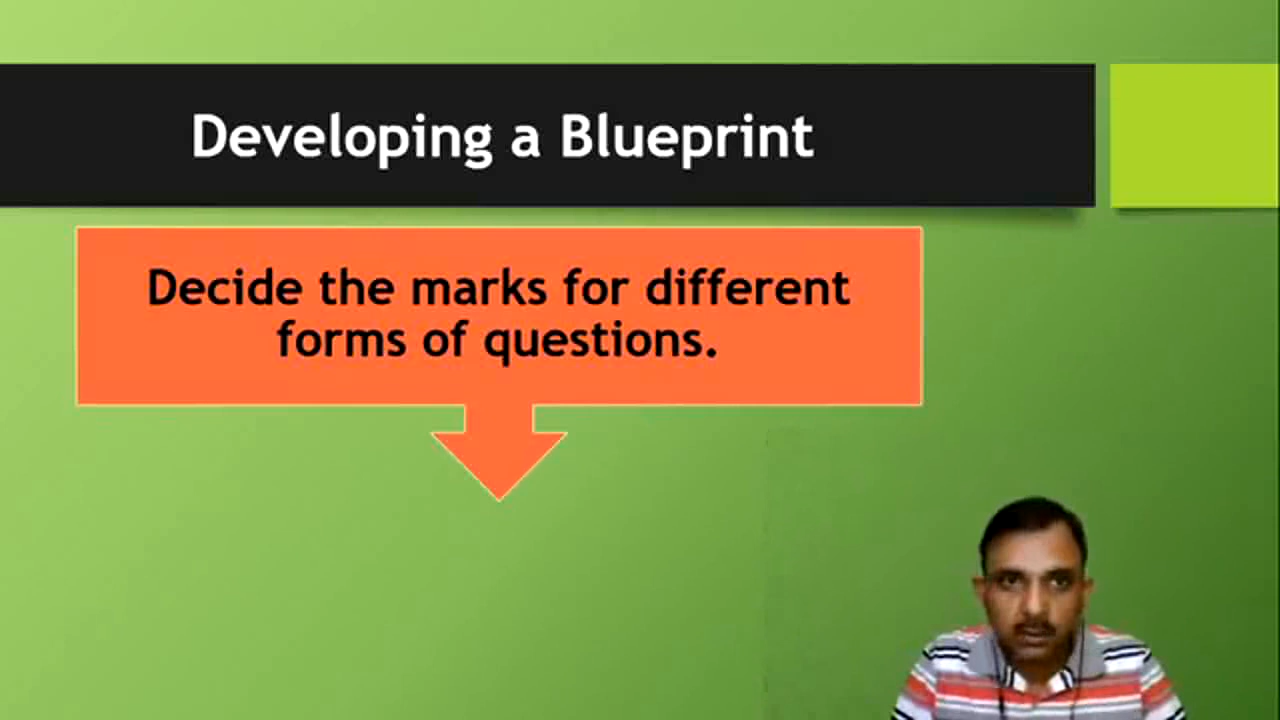 Developing a Blueprint
Decide the marks for different
forms of questions.